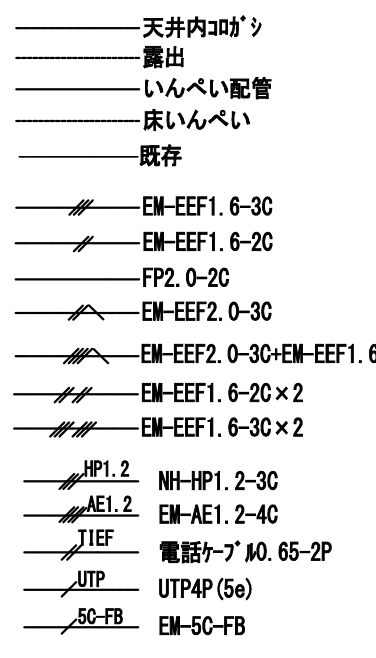 天井内ｺﾛｶﾞｼ
露出
いんぺい配管
床いんぺい
既存
EM-EEF1.6-3C
EM-EEF1.6-2C
FP2.0-2C
EM-EEF2.0-3C
EM-EEF2.0-3C+EM-EEF1.6
EM-EEF1.6-2C×2
EM-EEF1.6-3C×2
HP1.2 NH-HP1.2-3C
AE1.2 EM-AE1.2-4C
TIEF 電話ｹｰﾌﾞﾙ0.65-2P
UTP UTP4P(5e)
5C-FB EM-5C-FB